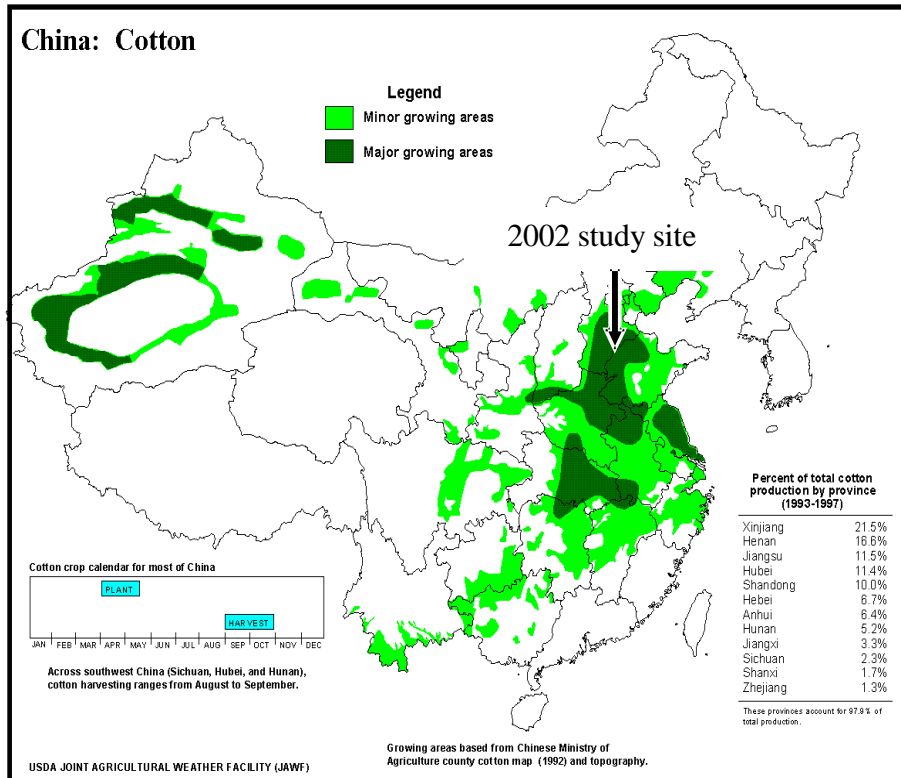 China: Cotton
Legend
Minor growing areas
Major growing areas
2002 study site
Percent of total cotton
production by province
(1993-1997)
Xinjiang 21.5%
Henan 16.6%
Jiangsu 11.5%
Hubei 11.4%
Shandong 10.0%
Hebei 6.7%
Anhui 6.4%
Hunan 5.2%
Jiangxi 3.3%
Sichuan 2.3%
Shanxi 1.7%
Zhejiang 1.3%
These provinces account for 97.9% of
total production.
Cotton crop calendar for most of China
PLANT
HARVEST
JAN FEB MAR APR MAY JUN JUL AUG SEP OCT NOV DEC
Across southwest China (Sichuan, Hubei, and Hunan),
cotton harvesting ranges from August to September.
Growing areas based from Chinese Ministry of
Agriculture county cotton map (1992) and topography.
USDA JOINT AGRICULTURAL WEATHER FACILITY (JAWF)